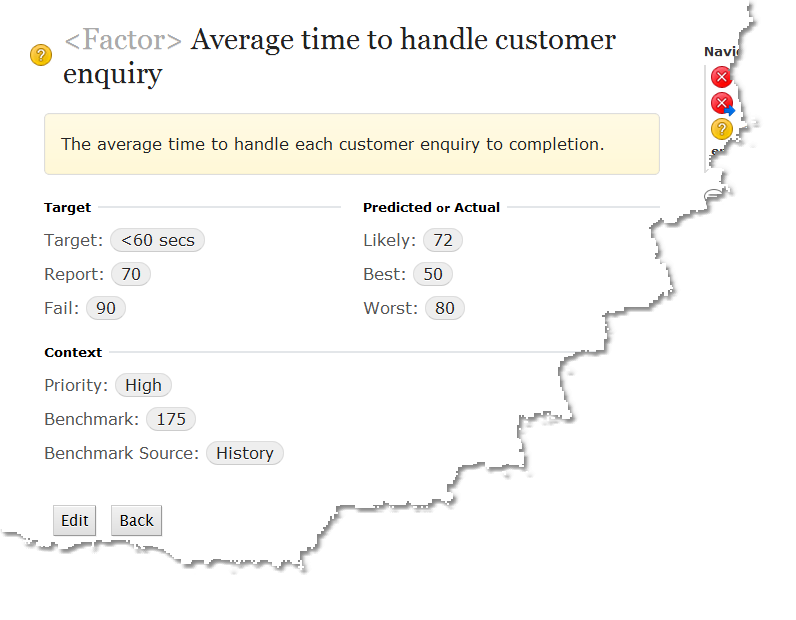 <Factor> Average time to handle customer
enquiry
The average time to handle each customer enquiry to completion.
Target
Target: <60 secs
Report: 70
Fail: 90
Predicted or Actual
Likely: 72
Best: 50
Worst: 80
Context
Priority: High
Benchmark: 175
Benchmark Source: History
Edit Back